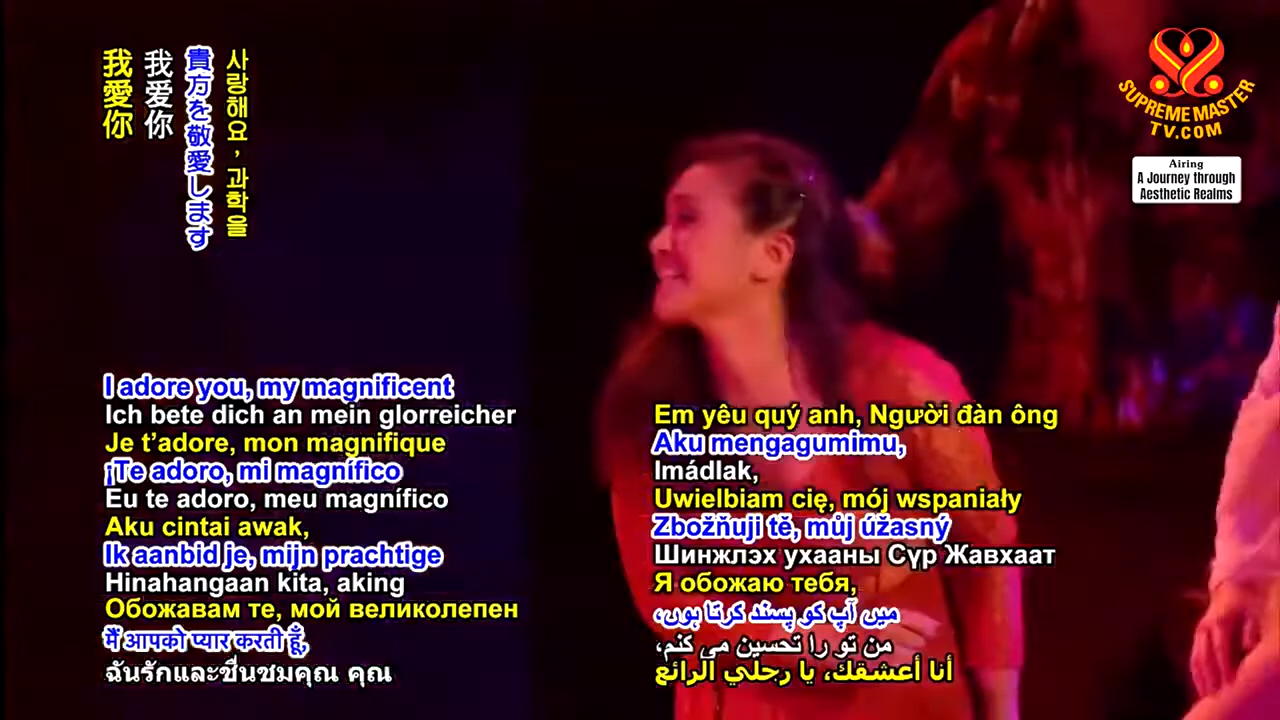 사랑해요, 과학을
貴方を敬愛します
我爱你
我愛你
SUPREME MASTER
TV.COM
Airing
A Journey through
Aesthetic Realms
I adore you, my magnificent
Ich bete dich an mein glorreicher
Je t’adore, mon magnifique
¡Te adoro, mi magnífico
Eu te adoro, meu magnífico
Aku cintai awak,
Ik aanbid je, mijn prachtige
Hinahangaan kita, aking
Обожавам те, мой великолепен
मैं आपको प्यार करती हूँ,
ฉันรักและชื่นชมคุณ คุณ
Em yêu quý anh, Người đàn ông
Aku mengagumimu,
Imádlak,
Uwielbiam cię, mój wspaniały
Zbožňuji tě, můj úžasný
Шинжлэх ухааны Сүр Жавхаат
Я обожаю тебя,
میں آپ کو پسند کرتا ہوں،
من تو را تحسین می کنم،
أنا أعشقك، يا رجلي الرائع